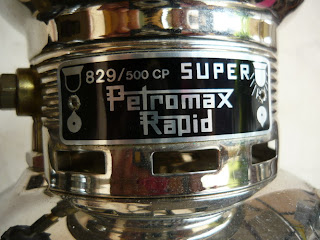 829/500 CP SUPER
Petromax
Rapid